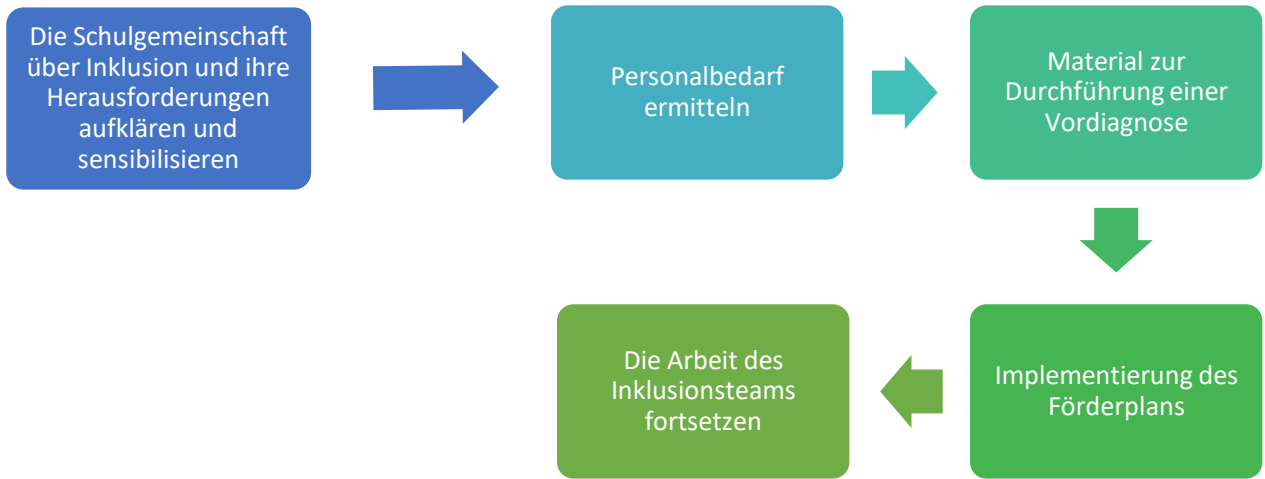 Die Schulgemeinschaft
über Inklusion und ihre
Herausforderungen
aufklären und
sensibilisieren
Personalbedarf
ermitteln
Material zur
Durchführung einer
Vordiagnose
Implementierung des
Förderplans
Die Arbeit des
Inklusionsteams
fortsetzen